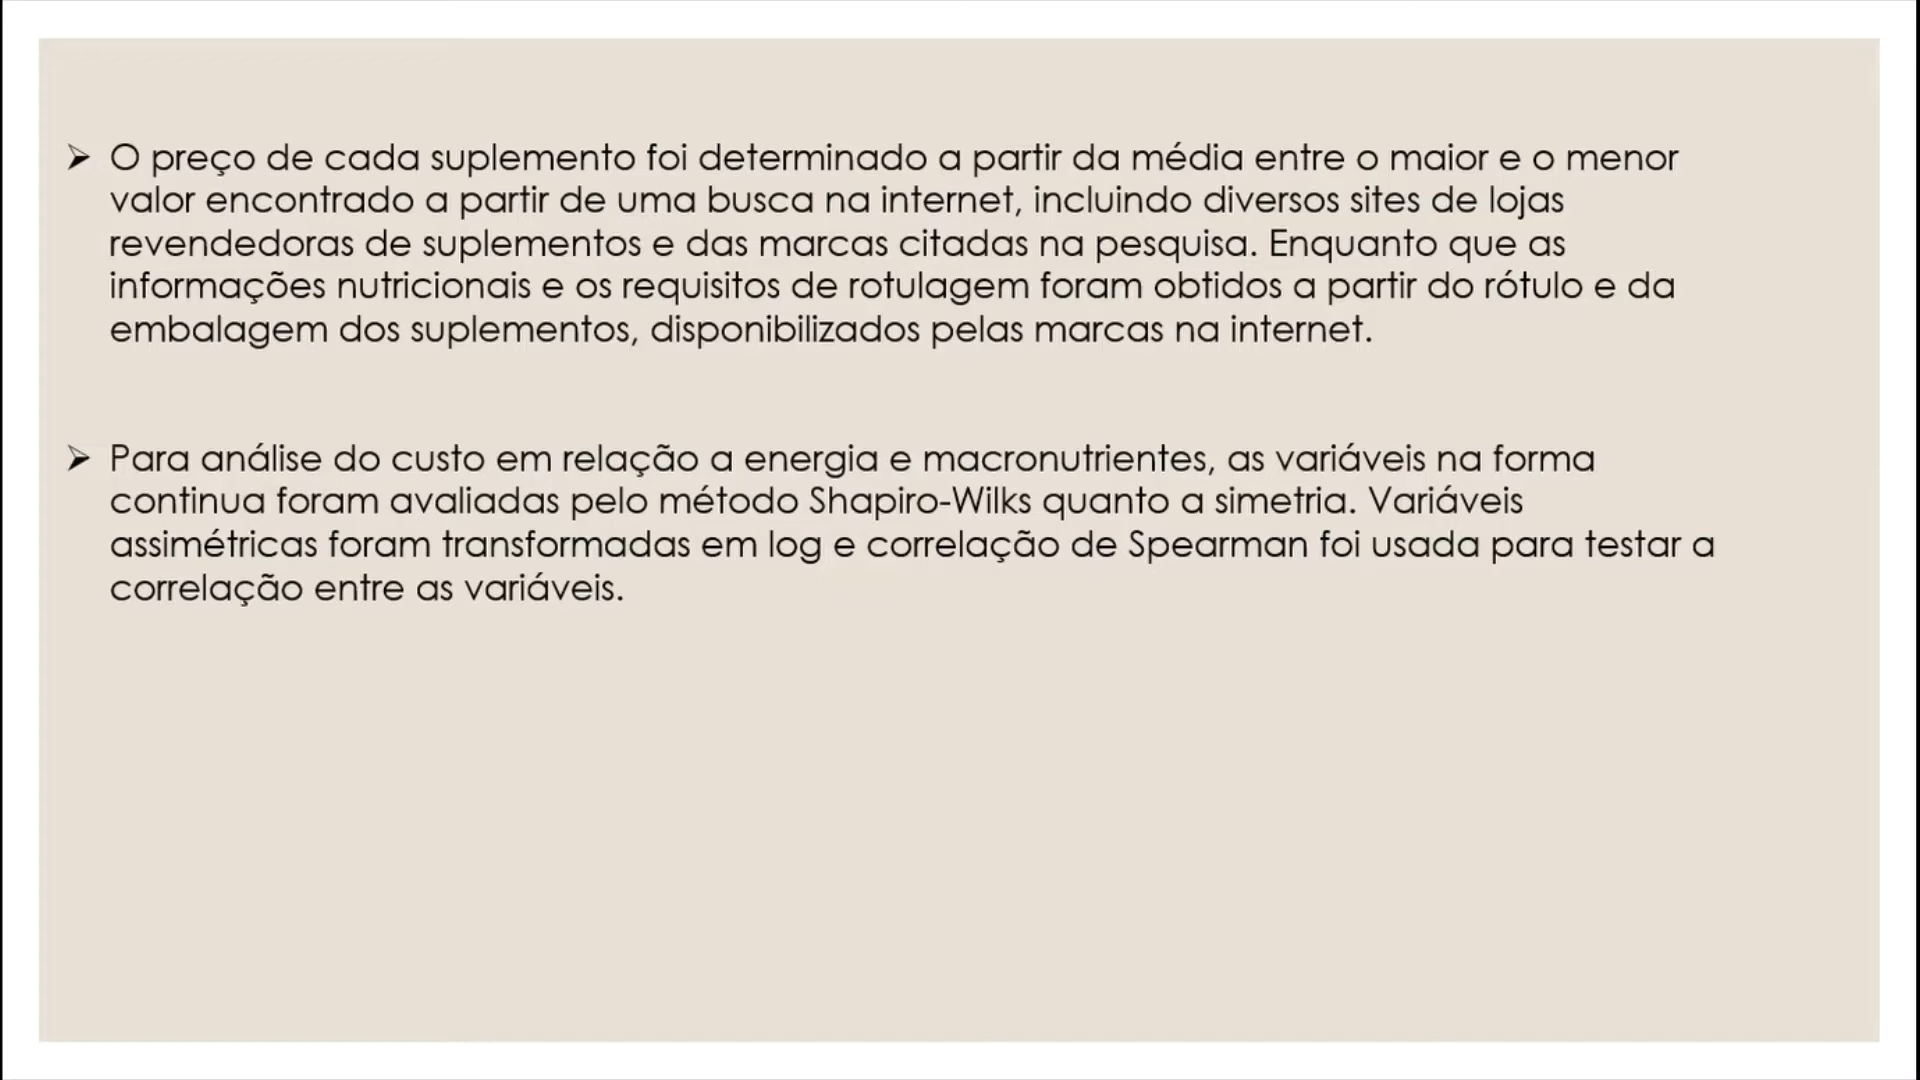 ➢ O preço de cada suplemento foi determinado a partir da média entre o maior e o menor
valor encontrado a partir de uma busca na internet, incluindo diversos sites de lojas
revendedoras de suplementos e das marcas citadas na pesquisa. Enquanto que as
informações nutricionais e os requisitos de rotulagem foram obtidos a partir do rótulo e da
embalagem dos suplementos, disponibilizados pelas marcas na internet.
➢ Para análise do custo em relação a energia e macronutrientes, as variáveis na forma
continua foram avaliadas pelo método Shapiro-Wilks quanto a simetria. Variáveis
assimétricas foram transformadas em log e correlação de Spearman foi usada para testar a
correlação entre as variáveis.